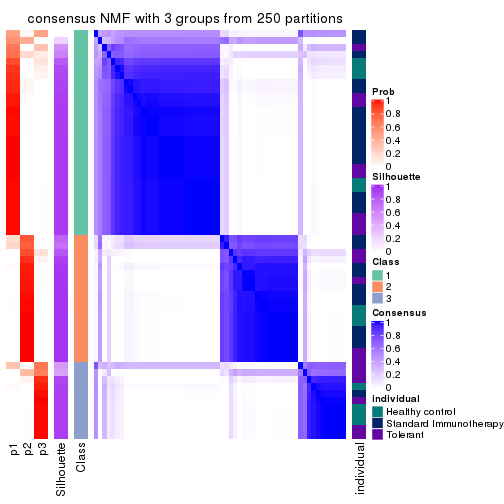 consensus NMF with 3 groups from 250 partitions
Prob
1
0.8
0.6
0.4
0.2
0
Silhouette
1
0.8
0.6
0.4
0.2
0
Class
1
2
3
Consensus
1
0.8
0.6
0.4
0.2
0
individual
Healthy control
Standard Immunotherapy
Tolerant
p1
p2
p3
Silhouette
Class
individual